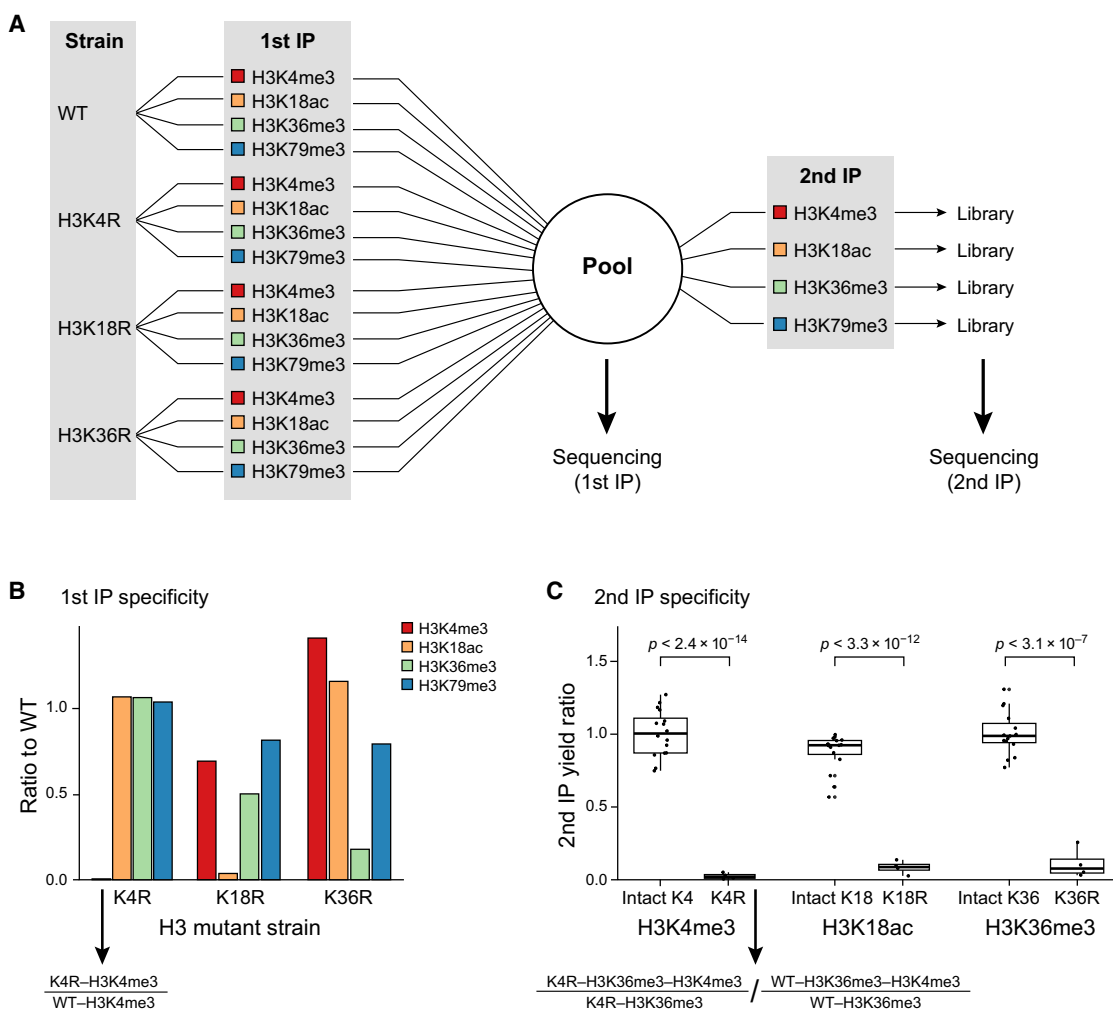 A
Strain
1st IP
WT
H3K4me3
H3K18ac
H3K36me3
H3K79me3
H3K4R
H3K4me3
H3K18ac
H3K36me3
H3K79me3
H3K18R
H3K4me3
H3K18ac
H3K36me3
H3K79me3
H3K36R
H3K4me3
H3K18ac
H3K36me3
H3K79me3
Pool
Sequencing
(1st IP)
2nd IP
H3K4me3
Library
H3K18ac
Library
H3K36me3
Library
H3K79me3
Library
Sequencing
(2nd IP)
B
1st IP specificity
H3K4me3
H3K18ac
H3K36me3
H3K79me3
Ratio to WT
1.0
0.5
0.0
K4R
K18R
K36R
H3 mutant strain
K4R–H3K4me3
WT–H3K4me3
C
2nd IP specificity
p < 2.4 × 10⁻¹⁴
p < 3.3 × 10⁻¹²
p < 3.1 × 10⁻⁷
2nd IP yield ratio
1.5
1.0
0.5
0.0
Intact K4
K4R
Intact K18
K18R
Intact K36
K36R
H3K4me3
H3K18ac
H3K36me3
K4R–H3K36me3–H3K4me3 / WT–H3K36me3–H3K4me3
K4R–H3K36me3
WT–H3K36me3